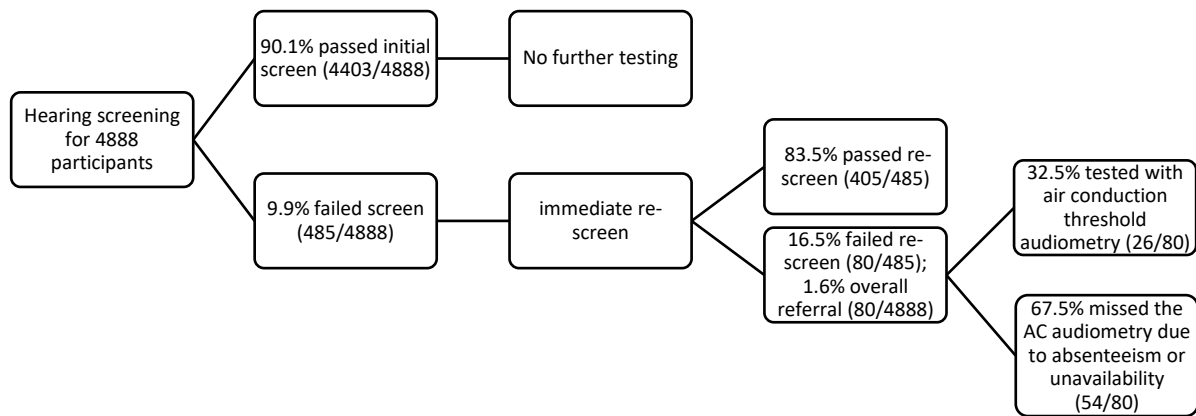 Hearing screening
for 4888
participants
90.1% passed initial
screen (4403/4888)
No further testing
9.9% failed screen
(485/4888)
immediate re-
screen
83.5% passed re-
screen (405/485)
16.5% failed re-
screen (80/485);
1.6% overall
referral (80/4888)
32.5% tested with
air conduction
threshold
audiometry (26/80)
67.5% missed the
AC audiometry due
to absenteeism or
unavailability
(54/80)